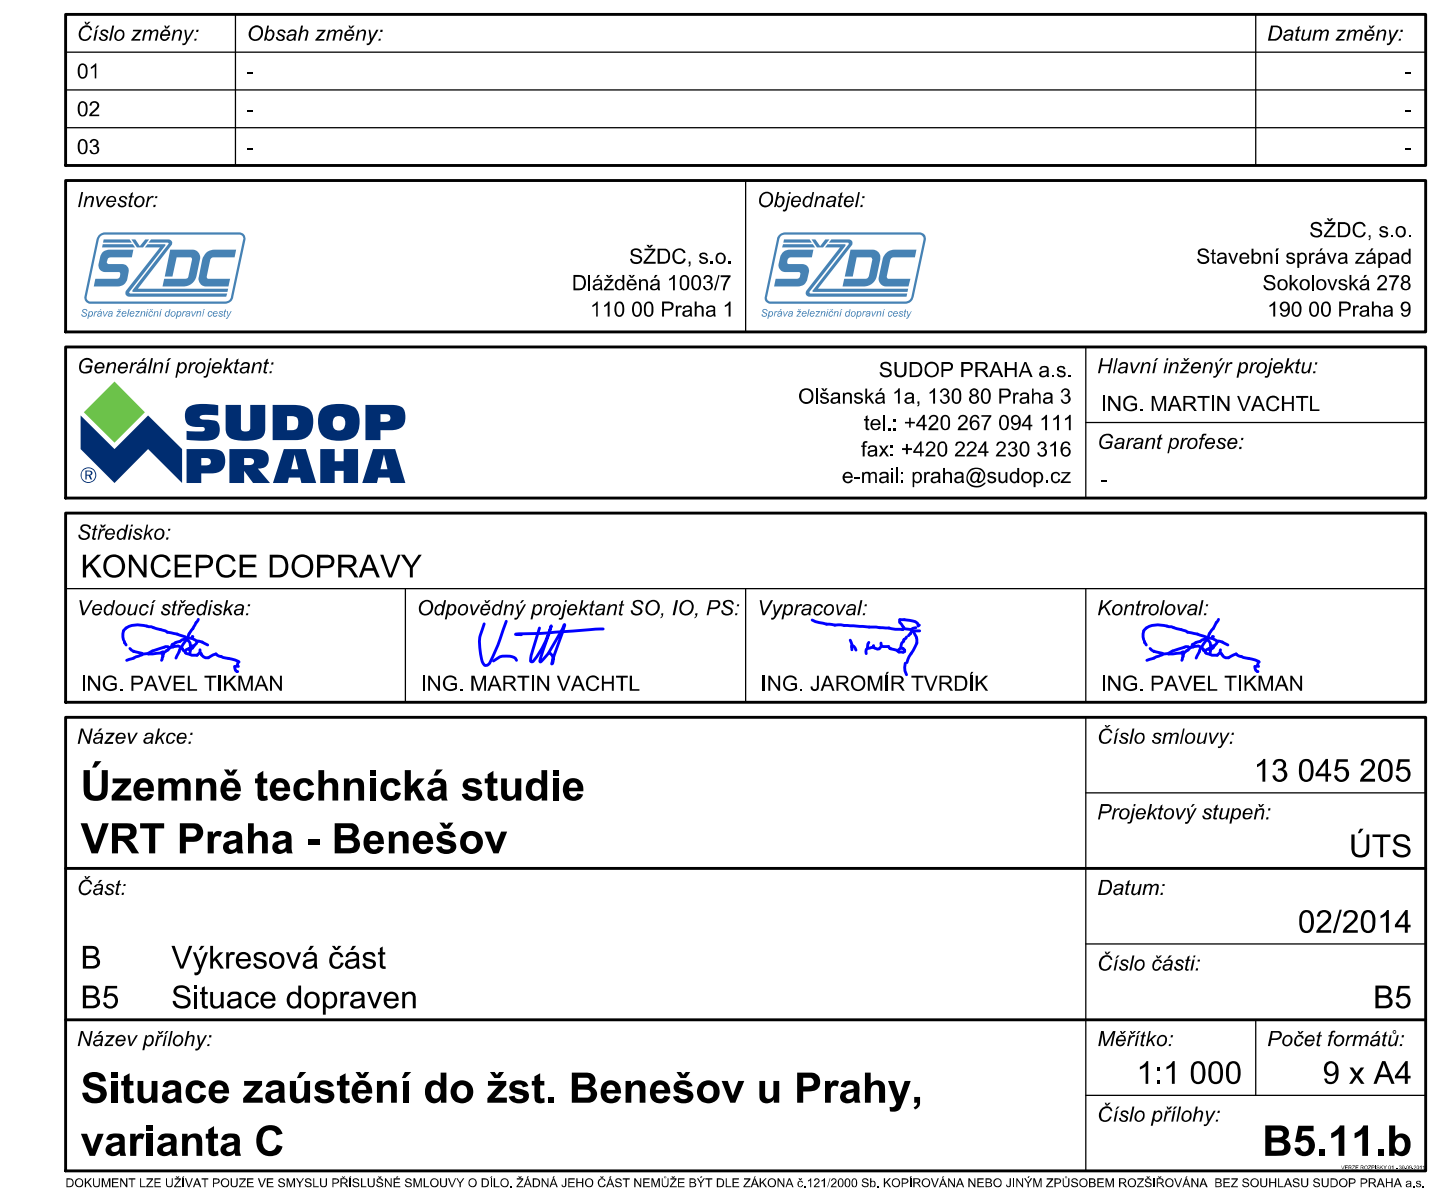 Číslo změny: Obsah změny: Datum změny:
01 - -
02 - -
03 - -
Investor:
SŽDC
Správa železniční dopravní cesty
SŽDC, s.o.
Dlážděná 1003/7
110 00 Praha 1
Objednatel:
SŽDC
Správa železniční dopravní cesty
SŽDC, s.o.
Stavební správa západ
Sokolovská 278
190 00 Praha 9
Generální projektant:
SUDOP
PRAHA
®
SUDOP PRAHA a.s.
Olšanská 1a, 130 80 Praha 3
tel.: +420 267 094 111
fax: +420 224 230 316
e-mail: praha@sudop.cz
Hlavní inženýr projektu:
ING. MARTIN VACHTL
Garant profese:
-
Středisko:
KONCEPCE DOPRAVY
Vedoucí střediska:
ING. PAVEL TIKMAN
Odpovědný projektant SO, IO, PS:
ING. MARTIN VACHTL
Vypracoval:
ING. JAROMÍR TVRDÍK
Kontroloval:
ING. PAVEL TIKMAN
Název akce:
Územně technická studie
VRT Praha - Benešov
Číslo smlouvy:
13 045 205
Projektový stupeň:
ÚTS
Část:
B Výkresová část
B5 Situace dopraven
Datum:
02/2014
Číslo části:
B5
Název přílohy:
Situace zaústění do žst. Benešov u Prahy,
varianta C
Měřítko:
1:1 000
Počet formátů:
9 x A4
Číslo přílohy:
B5.11.b
DOKUMENT LZE UŽÍVAT POUZE VE SMYSLU PŘÍSLUŠNÉ SMLOUVY O DÍLO. ŽÁDNÁ JEHO ČÁST NEMŮŽE BÝT DLE ZÁKONA č.121/2000 Sb. KOPÍROVÁNA NEBO JINÝM ZPŮSOBEM ROZŠIŘOVÁNA BEZ SOUHLASU SUDOP PRAHA a.s.